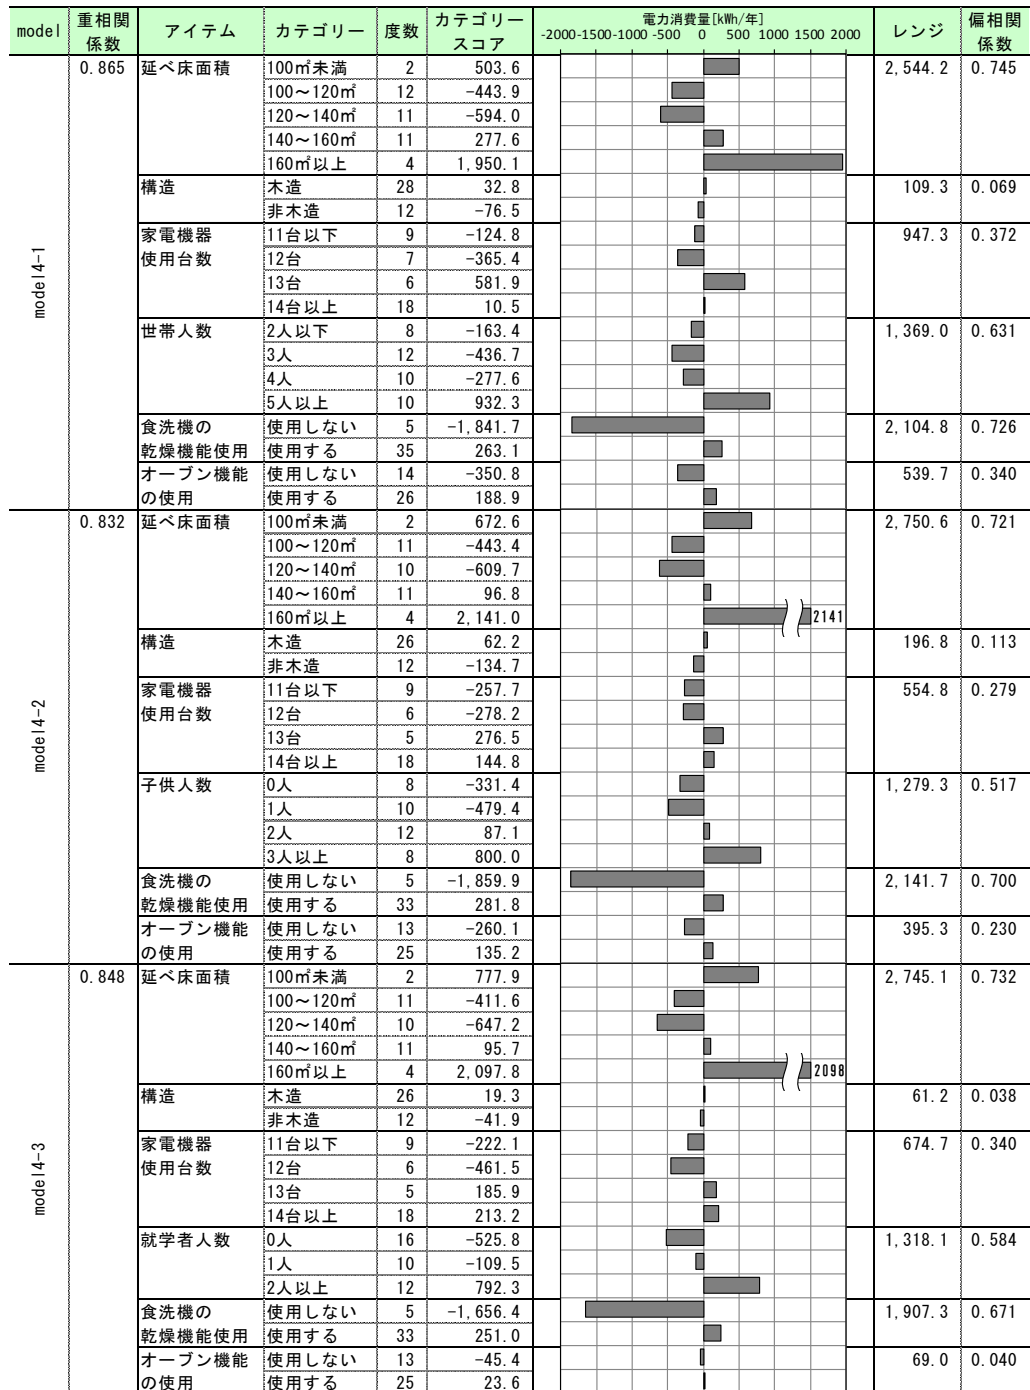 model 重相関係数 アイテム カテゴリー 度数 カテゴリースコア 電力消費量[kWh/年] レンジ 偏相関係数
-2000 -1500 -1000 -500 0 500 1000 1500 2000
model4-1 0.865 延べ床面積 100㎡未満 2 503.6 2,544.2 0.745
100～120㎡ 12 -443.9
120～140㎡ 11 -594.0
140～160㎡ 11 277.6
160㎡以上 4 1,950.1
構造 木造 28 32.8 109.3 0.069
非木造 12 -76.5
家電機器 11台以下 9 -124.8 947.3 0.372
使用台数 12台 7 -365.4
13台 6 581.9
14台以上 18 10.5
世帯人数 2人以下 8 -163.4 1,369.0 0.631
3人 12 -436.7
4人 10 -277.6
5人以上 10 932.3
食洗機の 使用しない 5 -1,841.7 2,104.8 0.726
乾燥機能使用 使用する 35 263.1
オーブン機能 使用しない 14 -350.8 539.7 0.340
の使用 使用する 26 188.9
model4-2 0.832 延べ床面積 100㎡未満 2 672.6 2,750.6 0.721
100～120㎡ 11 -443.4
120～140㎡ 10 -609.7
140～160㎡ 11 96.8
160㎡以上 4 2,141.0 2141
構造 木造 26 62.2 196.8 0.113
非木造 12 -134.7
家電機器 11台以下 9 -257.7 554.8 0.279
使用台数 12台 6 -278.2
13台 5 276.5
14台以上 18 144.8
子供人数 0人 8 -331.4 1,279.3 0.517
1人 10 -479.4
2人 12 87.1
3人以上 8 800.0
食洗機の 使用しない 5 -1,859.9 2,141.7 0.700
乾燥機能使用 使用する 33 281.8
オーブン機能 使用しない 13 -260.1 395.3 0.230
の使用 使用する 25 135.2
model4-3 0.848 延べ床面積 100㎡未満 2 777.9 2,745.1 0.732
100～120㎡ 11 -411.6
120～140㎡ 10 -647.2
140～160㎡ 11 95.7
160㎡以上 4 2,097.8 2098
構造 木造 26 19.3 61.2 0.038
非木造 12 -41.9
家電機器 11台以下 9 -222.1 674.7 0.340
使用台数 12台 6 -461.5
13台 5 185.9
14台以上 18 213.2
就学者人数 0人 16 -525.8 1,318.1 0.584
1人 10 -109.5
2人以上 12 792.3
食洗機の 使用しない 5 -1,656.4 1,907.3 0.671
乾燥機能使用 使用する 33 251.0
オーブン機能 使用しない 13 -45.4 69.0 0.040
の使用 使用する 25 23.6